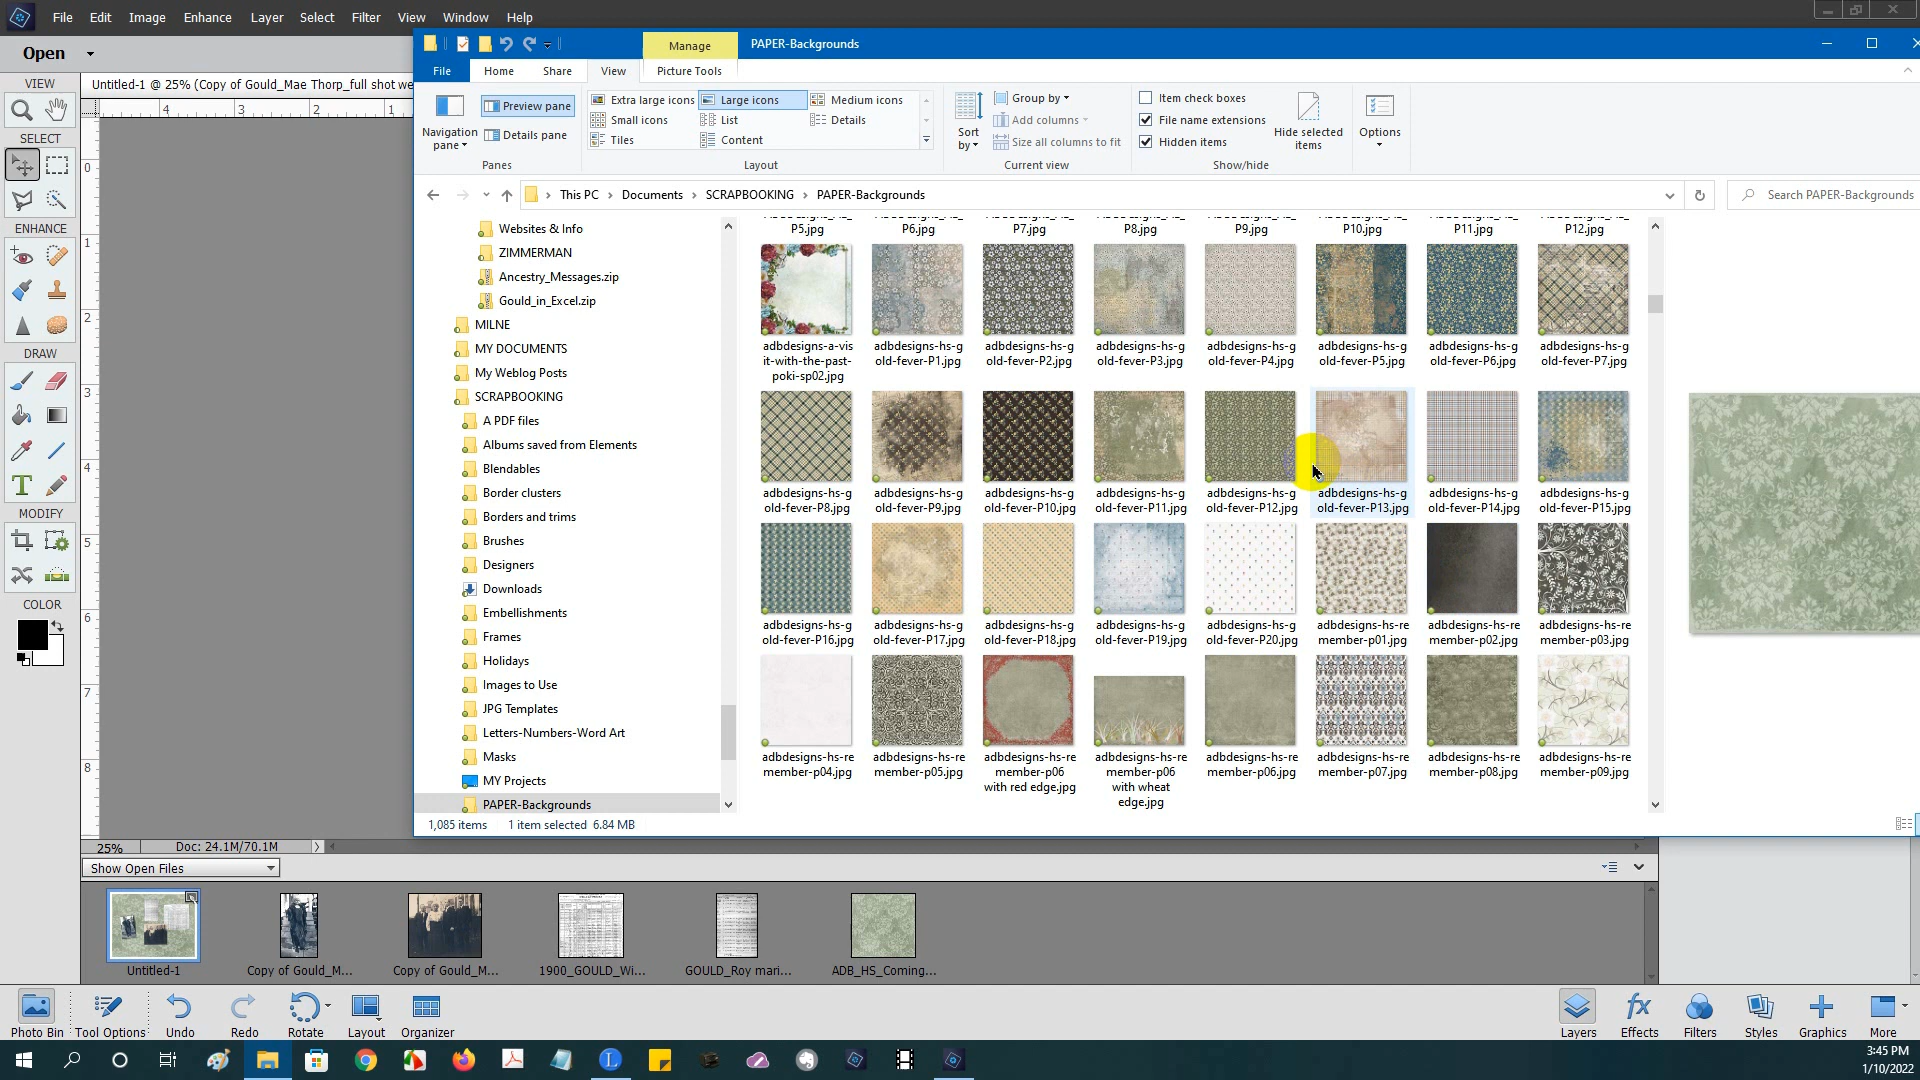 File Edit Image Enhance Layer Select Filter View Window Help
Open
Manage PAPER-Backgrounds
File Home Share View Picture Tools
VIEW
Untitled-1 @ 25% (Copy of Gould_Mae Thorp_full shot we
4 3 2 1
Preview pane
Details pane
Navigation pane
Panes
Extra large icons Large icons Medium icons
Small icons List Details
Tiles Content
Layout
Sort by
Group by
Add columns
Size all columns to fit
Current view
Item check boxes
File name extensions
Hidden items
Hide selected items
Show/hide
Options
This PC > Documents > SCRAPBOOKING > PAPER-Backgrounds
Search PAPER-Backgrounds
SELECT
ENHANCE
DRAW
MODIFY
COLOR
0
1
2
3
4
5
6
7
8
Websites & Info
ZIMMERMAN
Ancestry_Messages.zip
Gould_in_Excel.zip
MILNE
MY DOCUMENTS
My Weblog Posts
SCRAPBOOKING
A PDF files
Albums saved from Elements
Blendables
Border clusters
Borders and trims
Brushes
Designers
Downloads
Embellishments
Frames
Holidays
Images to Use
JPG Templates
Letters-Numbers-Word Art
Masks
MY Projects
PAPER-Backgrounds
P5.jpg P6.jpg P7.jpg P8.jpg P9.jpg P10.jpg P11.jpg P12.jpg
adbdesigns-a-visit-with-the-past-poki-sp02.jpg
adbdesigns-hs-gold-fever-P1.jpg
adbdesigns-hs-gold-fever-P2.jpg
adbdesigns-hs-gold-fever-P3.jpg
adbdesigns-hs-gold-fever-P4.jpg
adbdesigns-hs-gold-fever-P5.jpg
adbdesigns-hs-gold-fever-P6.jpg
adbdesigns-hs-gold-fever-P7.jpg
adbdesigns-hs-gold-fever-P8.jpg
adbdesigns-hs-gold-fever-P9.jpg
adbdesigns-hs-gold-fever-P10.jpg
adbdesigns-hs-gold-fever-P11.jpg
adbdesigns-hs-gold-fever-P12.jpg
adbdesigns-hs-gold-fever-P13.jpg
adbdesigns-hs-gold-fever-P14.jpg
adbdesigns-hs-gold-fever-P15.jpg
adbdesigns-hs-gold-fever-P16.jpg
adbdesigns-hs-gold-fever-P17.jpg
adbdesigns-hs-gold-fever-P18.jpg
adbdesigns-hs-gold-fever-P19.jpg
adbdesigns-hs-gold-fever-P20.jpg
adbdesigns-hs-remember-p01.jpg
adbdesigns-hs-remember-p02.jpg
adbdesigns-hs-remember-p03.jpg
adbdesigns-hs-remember-p04.jpg
adbdesigns-hs-remember-p05.jpg
adbdesigns-hs-remember-p06 with red edge.jpg
adbdesigns-hs-remember-p06 with wheat edge.jpg
adbdesigns-hs-remember-p06.jpg
adbdesigns-hs-remember-p07.jpg
adbdesigns-hs-remember-p08.jpg
adbdesigns-hs-remember-p09.jpg
1,085 items 1 item selected 6.84 MB
25% Doc: 24.1M/70.1M
Show Open Files
Untitled-1 Copy of Gould_M... Copy of Gould_M... 1900_GOULD_Wi... GOULD_Roy mari... ADB_HS_Coming...
Photo Bin Tool Options Undo Redo Rotate Layout Organizer Layers Effects Filters Styles Graphics More
3:45 PM
1/10/2022